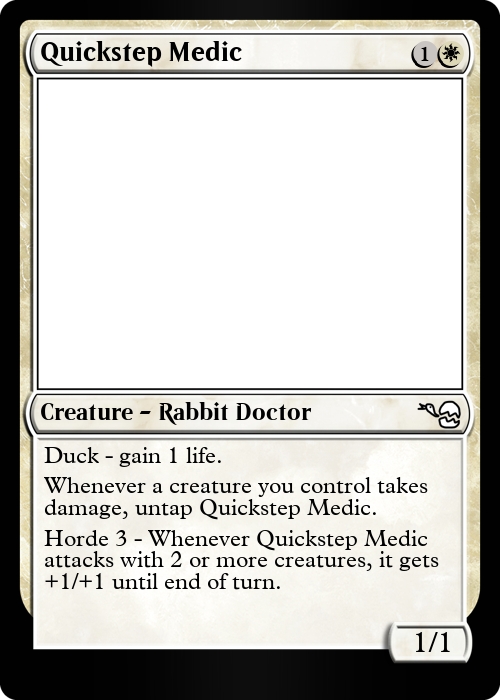 Quickstep Medic
1
Creature – Rabbit Doctor
Duck - gain 1 life.
Whenever a creature you control takes
damage, untap Quickstep Medic.
Horde 3 - Whenever Quickstep Medic
attacks with 2 or more creatures, it gets
+1/+1 until end of turn.
1/1